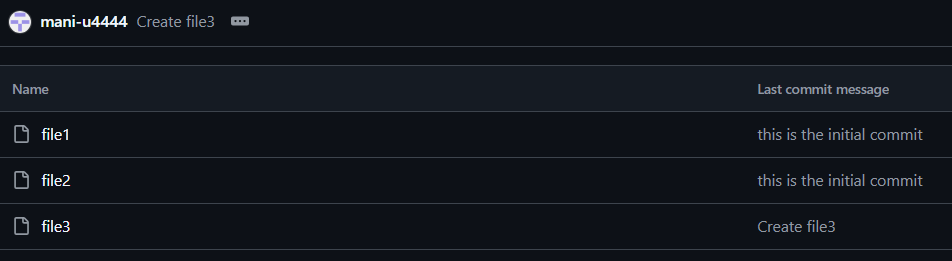 mani-u4444 Create file3
Name Last commit message
file1 this is the initial commit
file2 this is the initial commit
file3 Create file3